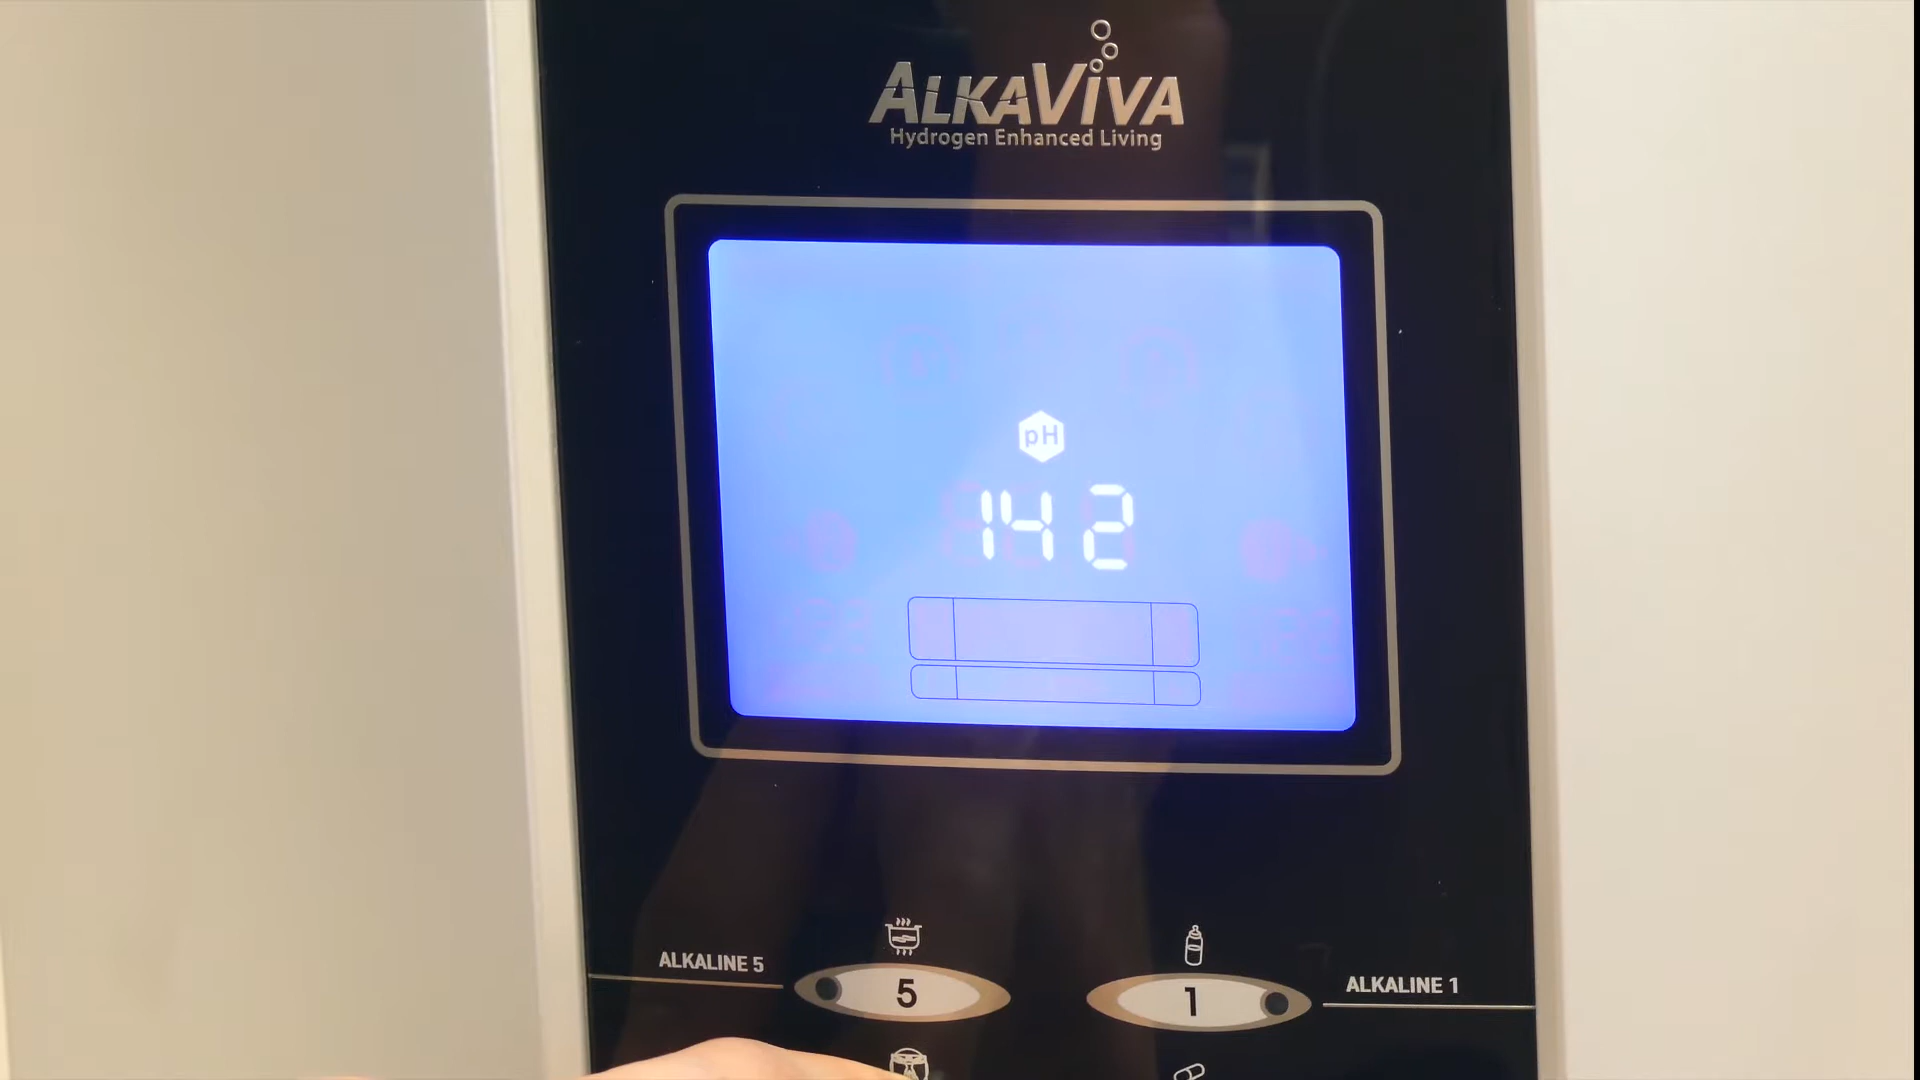 ALKAVIVA
Hydrogen Enhanced Living
pH
142
ALKALINE 5
5
1
ALKALINE 1